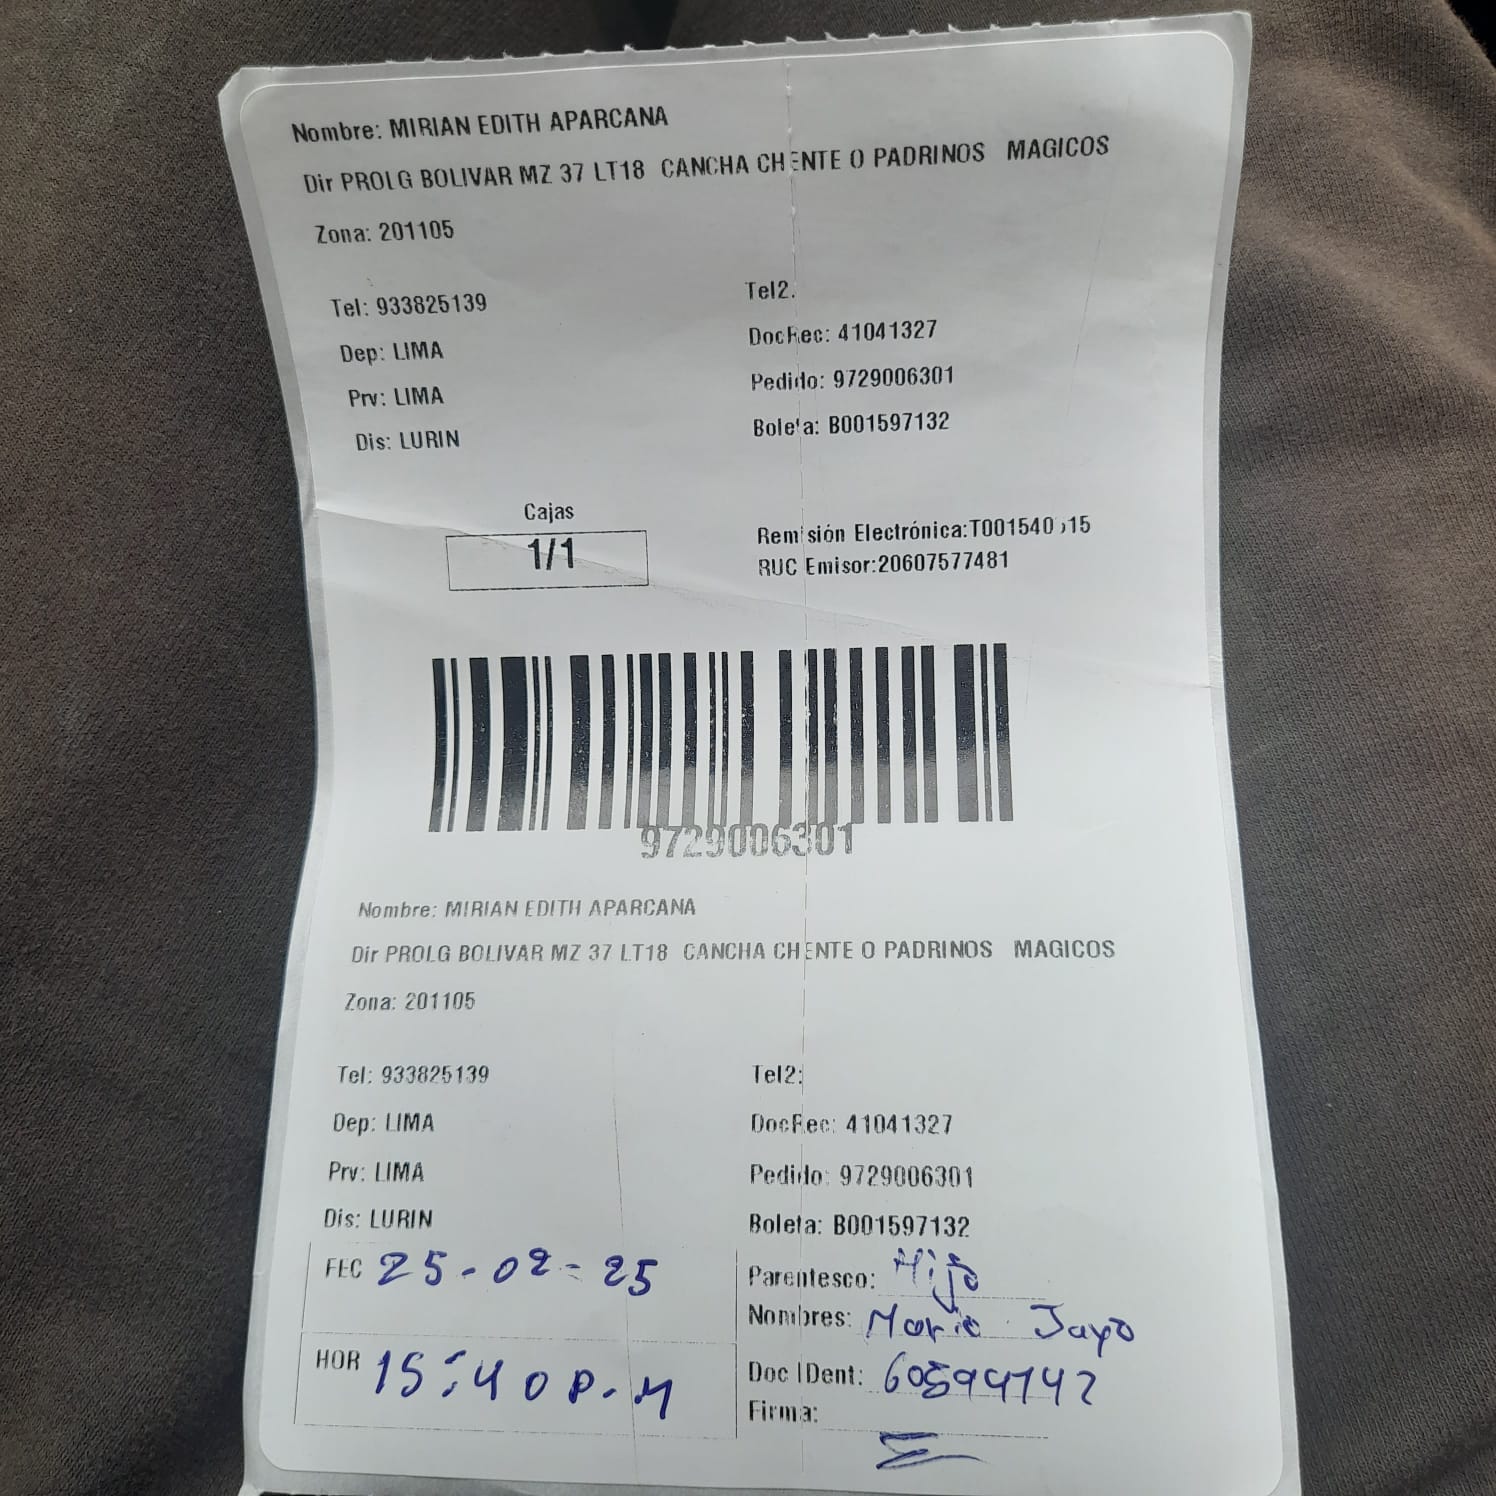 Nombre: MIRIAN EDITH APARCANA
Dir PROLG BOLIVAR MZ 37 LT18 CANCHA CHENTE O PADRINOS MAGICOS
Zona: 201105
Tel: 933825139
Tel2:
Dep: LIMA
DocRec: 41041327
Prv: LIMA
Pedido: 9729006301
Dis: LURIN
Boleta: B001597132
Cajas
1/1
Remisión Electrónica:
RUC Emisor:20607577481
9729006301
Nombre: MIRIAN EDITH APARCANA
Dir PROLG BOLIVAR MZ 37 LT18 CANCHA CHENTE O PADRINOS MAGICOS
Zona: 201105
Tel: 933825139
Tel2:
Dep: LIMA
DocRec: 41041327
Prv: LIMA
Pedido: 9729006301
Dis: LURIN
Boleta: B001597132
FEC 25-02-25
Parentesco: Hijo
Nombres: Jayo
HOR 15:40 P.M
Doc IDent:
Firma: